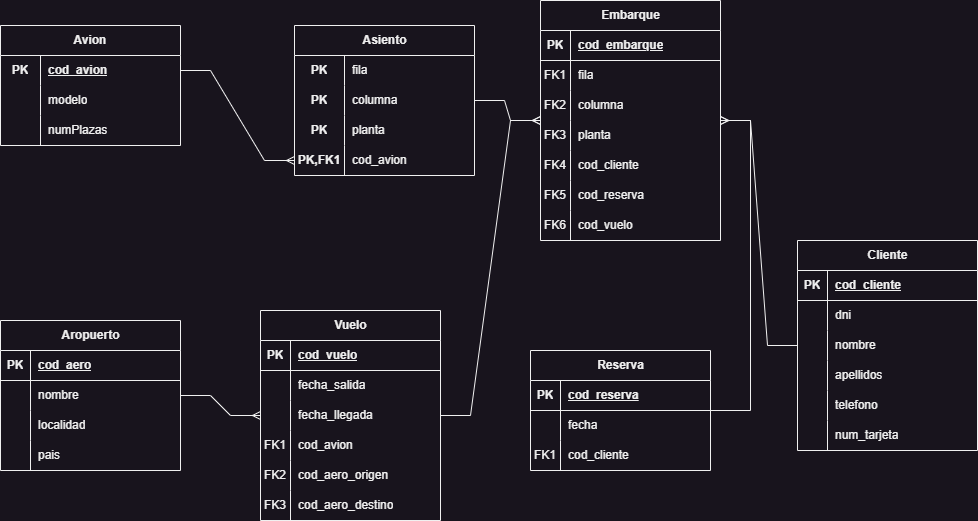 Avion
PK cod_avion
modelo
numPlazas
Asiento
PK fila
PK columna
PK planta
PK,FK1 cod_avion
Embarque
PK cod_embarque
FK1 fila
FK2 columna
FK3 planta
FK4 cod_cliente
FK5 cod_reserva
FK6 cod_vuelo
Cliente
PK cod_cliente
dni
nombre
apellidos
telefono
num_tarjeta
Aropuerto
PK cod_aero
nombre
localidad
pais
Vuelo
PK cod_vuelo
fecha_salida
fecha_llegada
FK1 cod_avion
FK2 cod_aero_origen
FK3 cod_aero_destino
Reserva
PK cod_reserva
fecha
FK1 cod_cliente